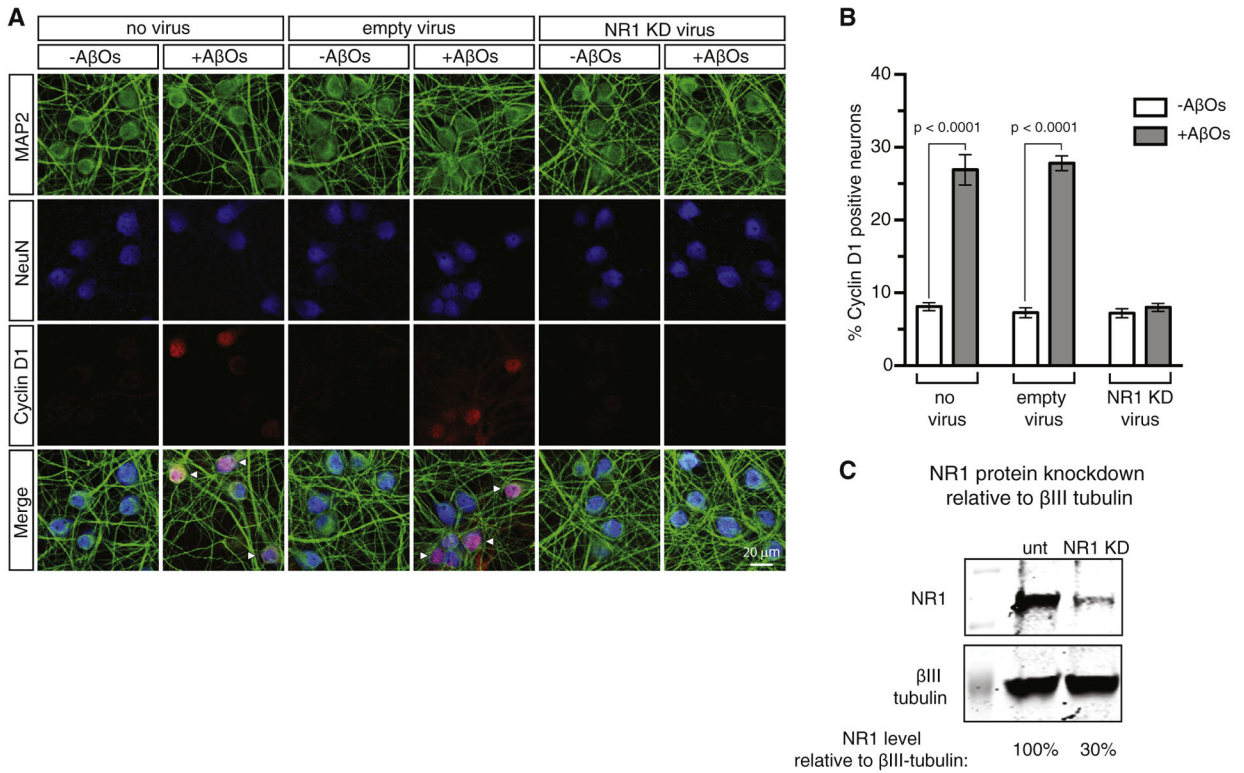 A
no virus
empty virus
NR1 KD virus
-AβOs
+AβOs
-AβOs
+AβOs
-AβOs
+AβOs
MAP2
NeuN
Cyclin D1
Merge
20 μm
B
% Cyclin D1 positive neurons
40
30
20
10
0
p < 0.0001
p < 0.0001
-AβOs
+AβOs
no
virus
empty
virus
NR1 KD
virus
C
NR1 protein knockdown
relative to βIII tubulin
unt
NR1 KD
NR1
βIII
tubulin
NR1 level
relative to βIII-tubulin:
100%
30%